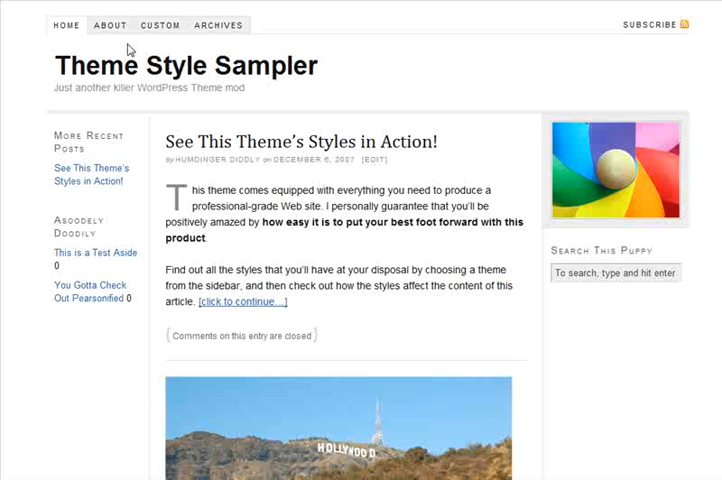 HOME ABOUT CUSTOM ARCHIVES
SUBSCRIBE
Theme Style Sampler
Just another killer WordPress Theme mod
More Recent
Posts
See This Theme's
Styles in Action!
Asoodely
Doodily
This is a Test Aside
0
You Gotta Check
Out Pearsonified 0
See This Theme's Styles in Action!
by HUMDINGER DIDDLY on DECEMBER 6, 2007 [EDIT]
This theme comes equipped with everything you need to produce a
professional-grade Web site. I personally guarantee that you'll be
positively amazed by how easy it is to put your best foot forward with this
product.
Find out all the styles that you'll have at your disposal by choosing a theme
from the sidebar, and then check out how the styles affect the content of this
article. [click to continue...]
{ Comments on this entry are closed }
HOLLYWOOD
Search This Puppy
To search, type and hit enter